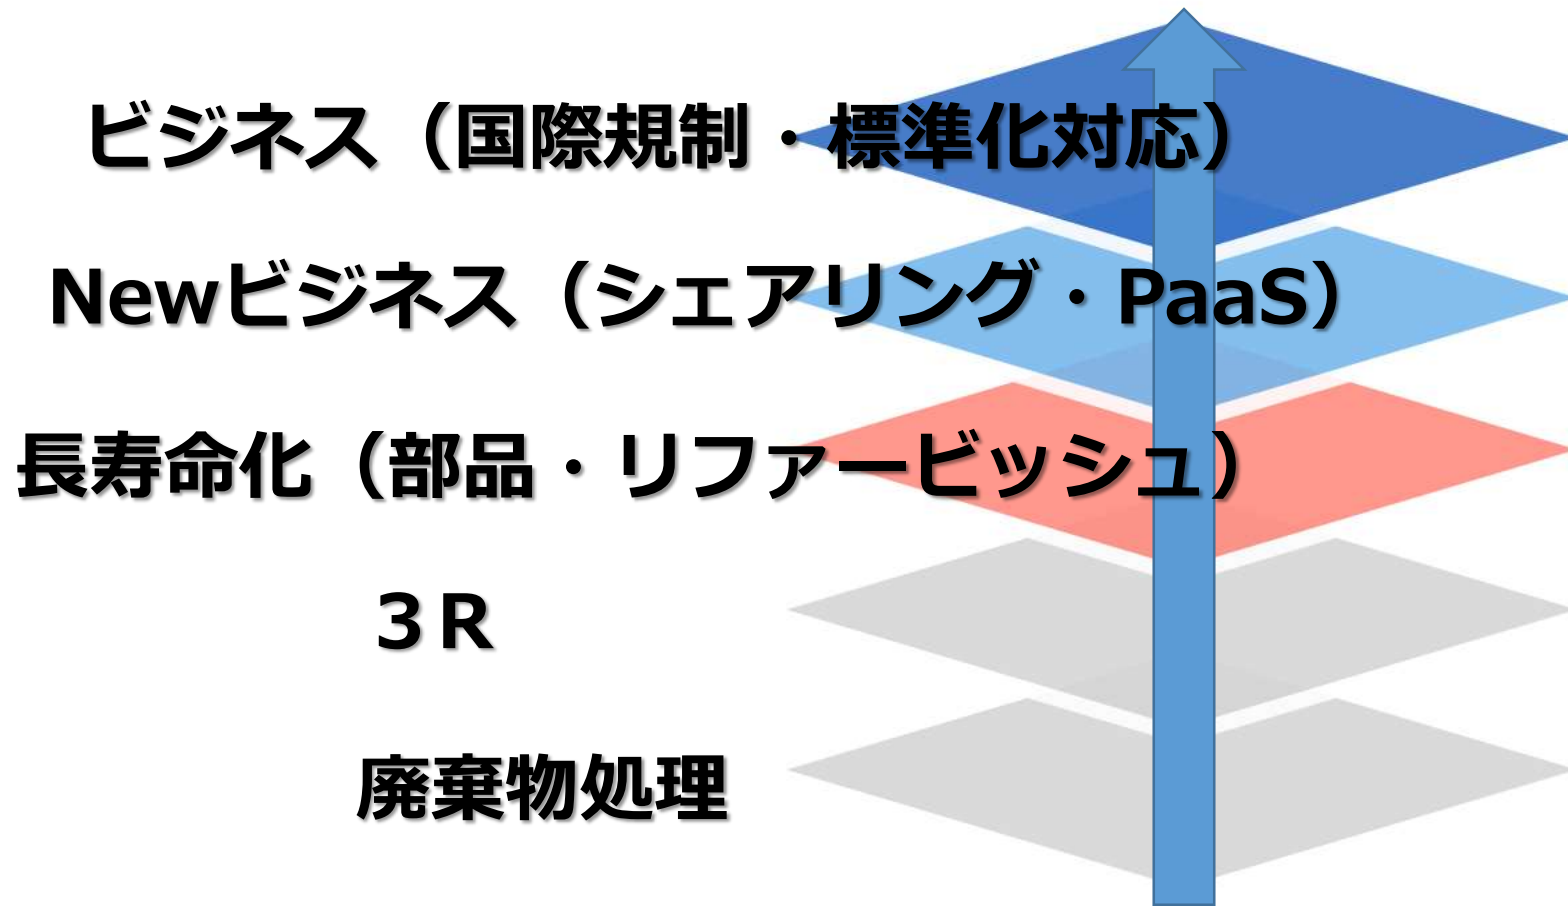 ビジネス（国際規制・標準化対応）
Newビジネス（シェアリング・PaaS）
長寿命化（部品・リファービッシュ）
３R
廃棄物処理